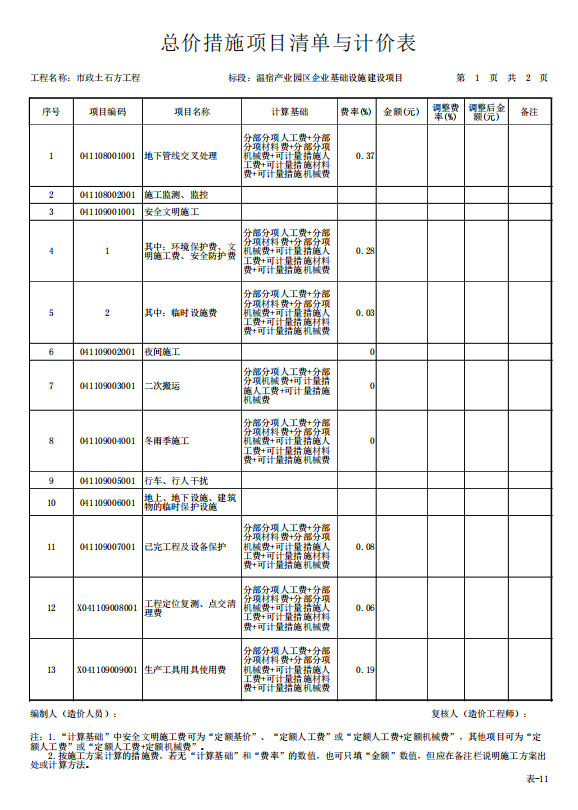 总价措施项目清单与计价表
工程名称：市政土石方工程 标段：温宿产业园区企业基础设施建设项目 第 1 页 共 2 页
序号 项目编码 项目名称 计算基础 费率(%) 金额(元) 调整费率(%) 调整后金额(元) 备注
1 041108001001 地下管线交叉处理 分部分项人工费+分部
分项材料费+分部分项
机械费+可计量措施人
工费+可计量措施材料
费+可计量措施机械费 0.37
2 041108002001 施工监测、监控
3 041109001001 安全文明施工
4 1 其中：环境保护费、文
明施工费、安全防护费 分部分项人工费+分部
分项材料费+分部分项
机械费+可计量措施人
工费+可计量措施材料
费+可计量措施机械费 0.28
5 2 其中：临时设施费 分部分项人工费+分部
分项材料费+分部分项
机械费+可计量措施人
工费+可计量措施材料
费+可计量措施机械费 0.03
6 041109002001 夜间施工 0
7 041109003001 二次搬运 分部分项人工费+分部
分项机械费+可计量措
施人工费+可计量措施
机械费 0
8 041109004001 冬雨季施工 分部分项人工费+分部
分项材料费+分部分项
机械费+可计量措施人
工费+可计量措施材料
费+可计量措施机械费 0
9 041109005001 行车、行人干扰
10 041109006001 地上、地下设施、建筑
物的临时保护设施
11 041109007001 已完工程及设备保护 分部分项人工费+分部
分项材料费+分部分项
机械费+可计量措施人
工费+可计量措施材料
费+可计量措施机械费 0.08
12 X041109008001 工程定位复测、点交清
理费 分部分项人工费+分部
分项材料费+分部分项
机械费+可计量措施人
工费+可计量措施材料
费+可计量措施机械费 0.06
13 X041109009001 生产工具用具使用费 分部分项人工费+分部
分项材料费+分部分项
机械费+可计量措施人
工费+可计量措施材料
费+可计量措施机械费 0.19
编制人（造价人员）： 复核人（造价工程师）：
注：1.“计算基础”中安全文明施工费可为“定额基价”、“定额人工费”或“定额人工费+定额机械费”，其他项目可为“定
额人工费”或“定额人工费+定额机械费”。
2.按施工方案计算的措施费，若无“计算基础”和“费率”的数值，也可只填“金额”数值，但应在备注栏说明施工方案出
处或计算方法。
表-11